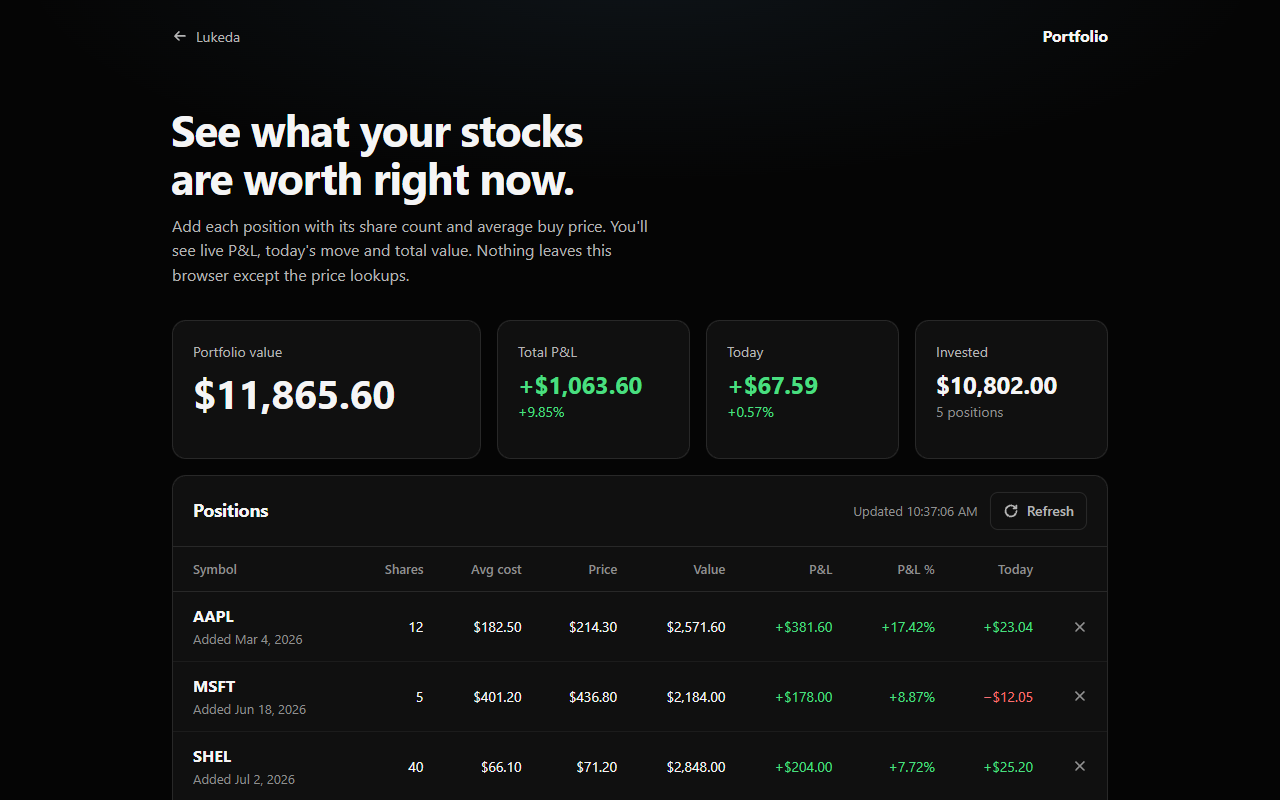 Lukeda
Portfolio
See what your stocks
are worth right now.
Add each position with its share count and average buy price. You'll
see live P&L, today's move and total value. Nothing leaves this
browser except the price lookups.
Portfolio value
$11,865.60
Total P&L
+$1,063.60
+9.85%
Today
+$67.59
+0.57%
Invested
$10,802.00
5 positions
Positions
Updated 10:37:06 AM
Refresh
Symbol Shares Avg cost Price Value P&L P&L % Today
AAPL
Added Mar 4, 2026
12 $182.50 $214.30 $2,571.60 +$381.60 +17.42% +$23.04
MSFT
Added Jun 18, 2026
5 $401.20 $436.80 $2,184.00 +$178.00 +8.87% −$12.05
SHEL
Added Jul 2, 2026
40 $66.10 $71.20 $2,848.00 +$204.00 +7.72% +$25.20